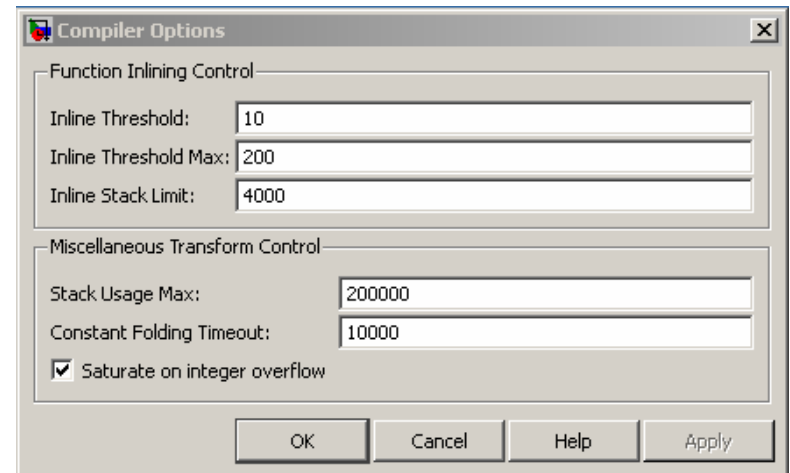 Compiler Options
Function Inlining Control
Inline Threshold: 10
Inline Threshold Max: 200
Inline Stack Limit: 4000
Miscellaneous Transform Control
Stack Usage Max: 200000
Constant Folding Timeout: 10000
Saturate on integer overflow
OK Cancel Help Apply